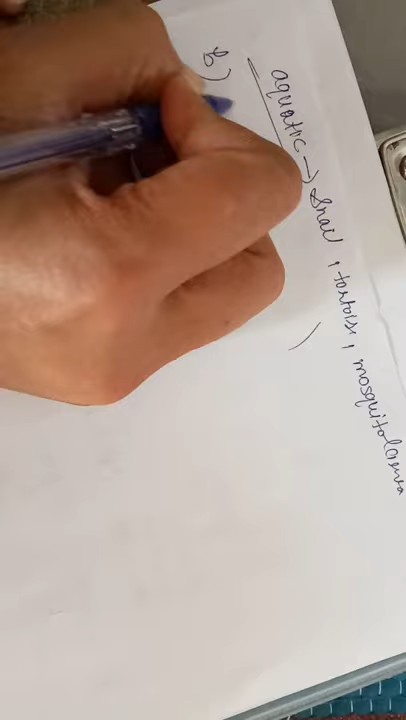 aquatic → Snail, tortoise, mosquito larva
b)